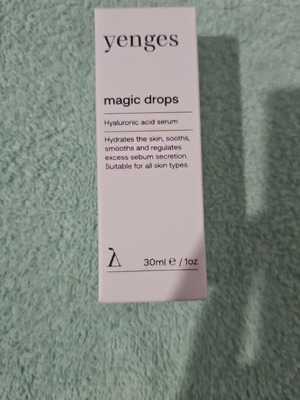 yenges
magic drops
Hyaluronic acid serum
Hydrates the skin, sooths,
smooths and regulates
excess sebum secretion.
Suitable for all skin types.
30ml ℮ / 1oz